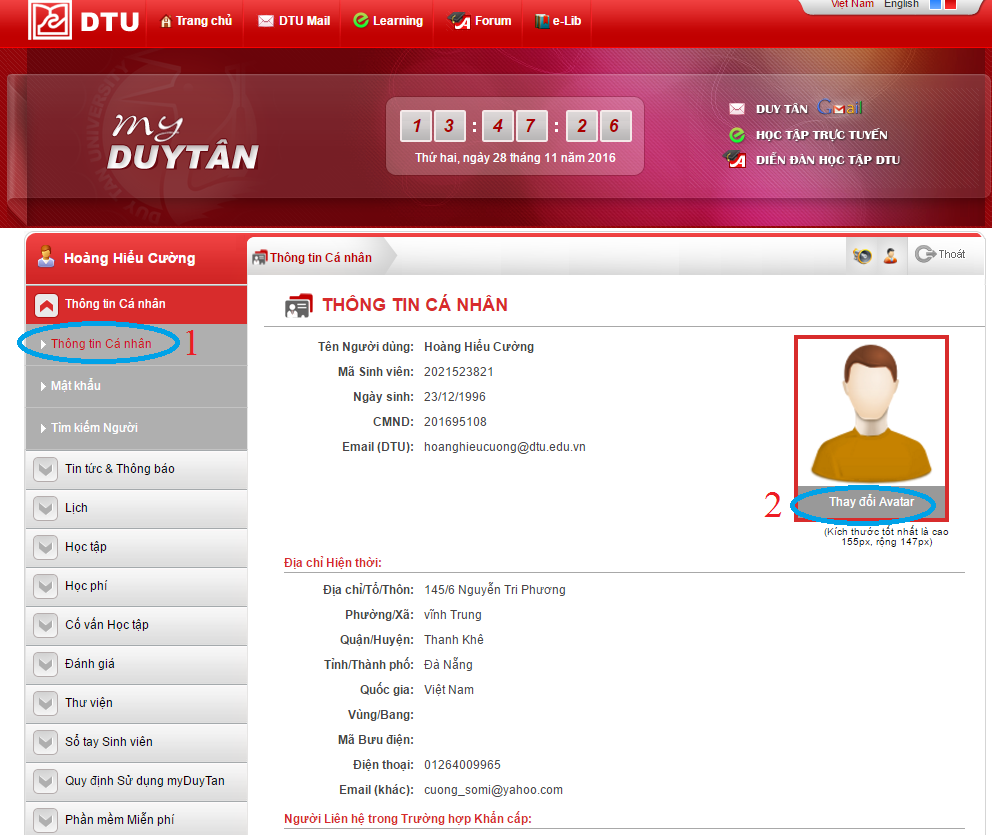 Việt Nam English
DTU Trang chủ DTU Mail Learning Forum e-Lib
my DUYTÂN
1 3 : 4 7 : 2 6
Thứ hai, ngày 28 tháng 11 năm 2016
DUY TÂN Gmail
HỌC TẬP TRỰC TUYẾN
DIỄN ĐÀN HỌC TẬP DTU
Hoàng Hiếu Cường
Thông tin Cá nhân
Thông tin Cá nhân 1
Mật khẩu
Tìm kiếm Người
Tin tức & Thông báo
Lịch
Học tập
Học phí
Cố vấn Học tập
Đánh giá
Thư viện
Sổ tay Sinh viên
Quy định Sử dụng myDuyTan
Phần mềm Miễn phí
Thông tin Cá nhân
Thoát
THÔNG TIN CÁ NHÂN
Tên Người dùng: Hoàng Hiếu Cường
Mã Sinh viên: 2021523821
Ngày sinh: 23/12/1996
CMND: 201695108
Email (DTU): hoanghieucuong@dtu.edu.vn
2 Thay đổi Avatar
(Kích thước tốt nhất là cao
155px, rộng 147px)
Địa chỉ Hiện thời:
Địa chỉ/Tổ/Thôn: 145/6 Nguyễn Tri Phương
Phường/Xã: vĩnh Trung
Quận/Huyện: Thanh Khê
Tỉnh/Thành phố: Đà Nẵng
Quốc gia: Việt Nam
Vùng/Bang:
Mã Bưu điện:
Điện thoại: 01264009965
Email (khác): cuong_somi@yahoo.com
Người Liên hệ trong Trường hợp Khẩn cấp: